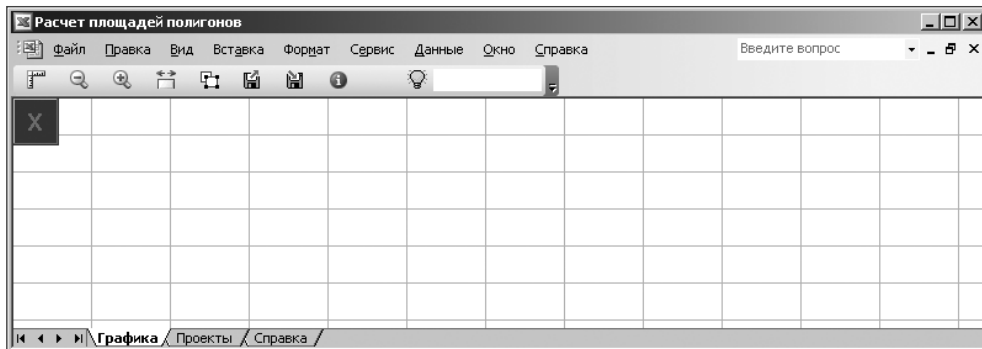 Расчет площадей полигонов
Файл Правка Вид Вставка Формат Сервис Данные Окно Справка Введите вопрос
X
Графика Проекты Справка